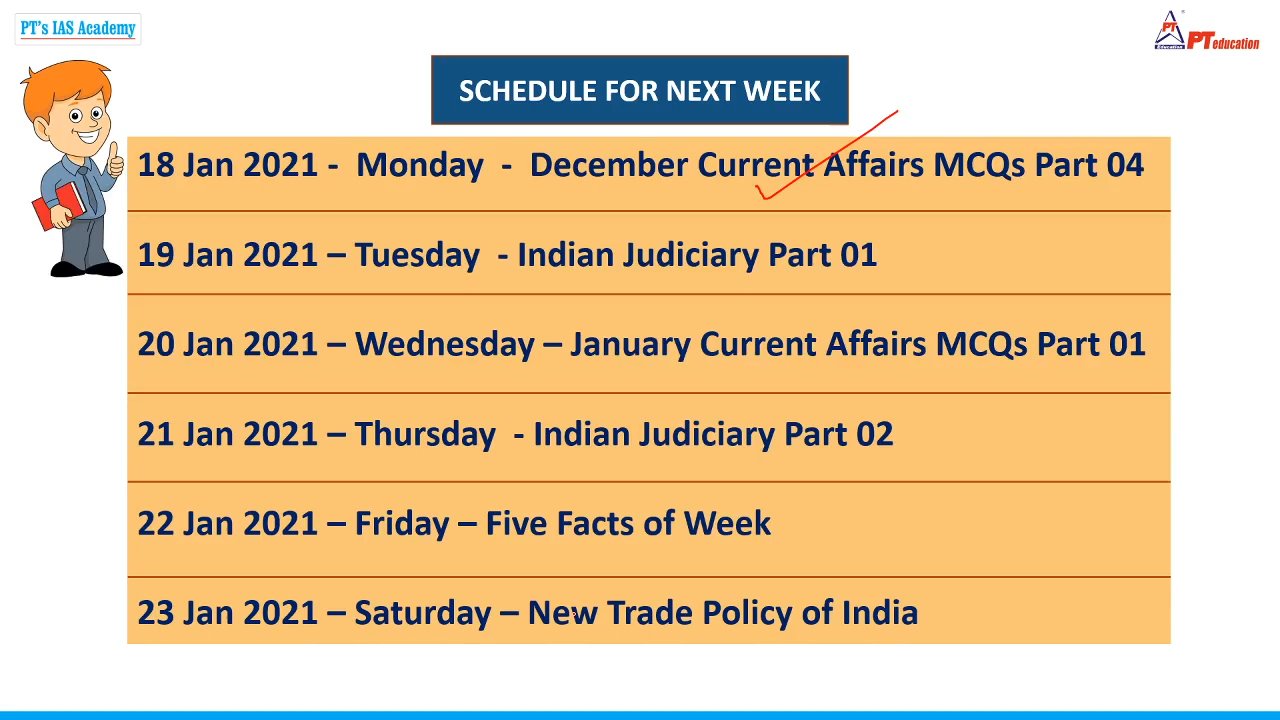 PT's IAS Academy
PT
Education
PT education
SCHEDULE FOR NEXT WEEK
18 Jan 2021 - Monday - December Current Affairs MCQs Part 04
19 Jan 2021 – Tuesday - Indian Judiciary Part 01
20 Jan 2021 – Wednesday – January Current Affairs MCQs Part 01
21 Jan 2021 – Thursday - Indian Judiciary Part 02
22 Jan 2021 – Friday – Five Facts of Week
23 Jan 2021 – Saturday – New Trade Policy of India